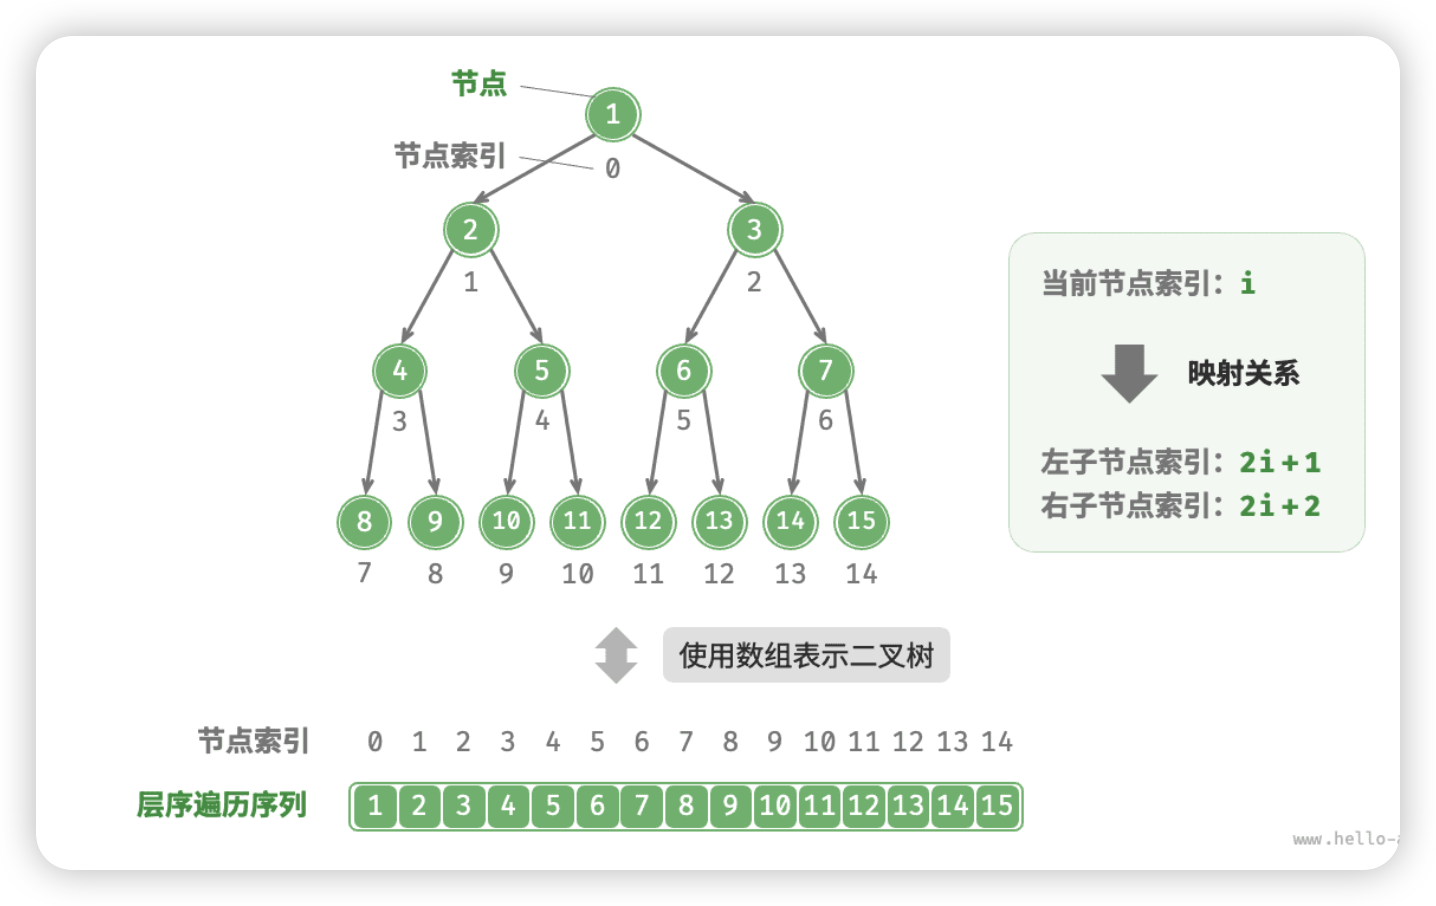 节点
1
节点索引
0
2 3
1 2
当前节点索引：i
映射关系
4 5 6 7
3 4 5 6
左子节点索引：2i+1
右子节点索引：2i+2
8 9 10 11 12 13 14 15
7 8 9 10 11 12 13 14
使用数组表示二叉树
节点索引 0 1 2 3 4 5 6 7 8 9 10 11 12 13 14
层序遍历序列 1 2 3 4 5 6 7 8 9 10 11 12 13 14 15
www.hello-a